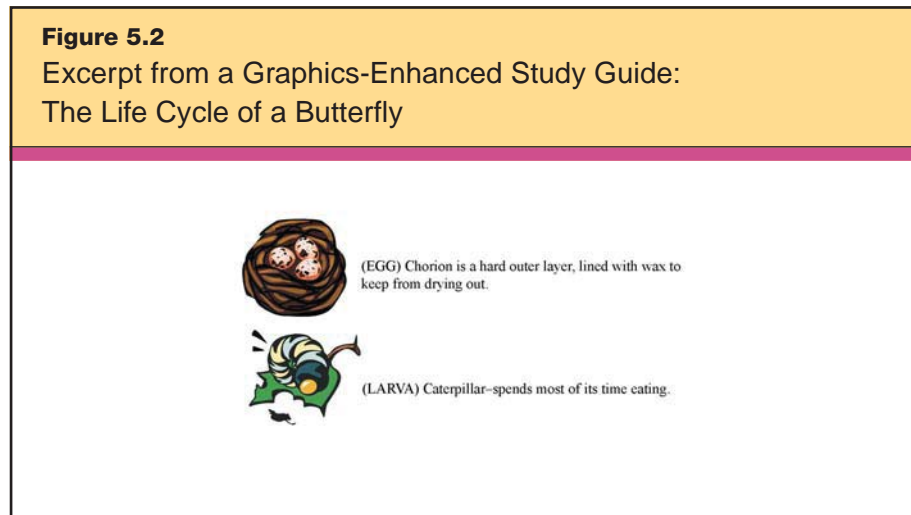 Figure 5.2
Excerpt from a Graphics-Enhanced Study Guide:
The Life Cycle of a Butterfly
(EGG) Chorion is a hard outer layer, lined with wax to
keep from drying out.
(LARVA) Caterpillar–spends most of its time eating.